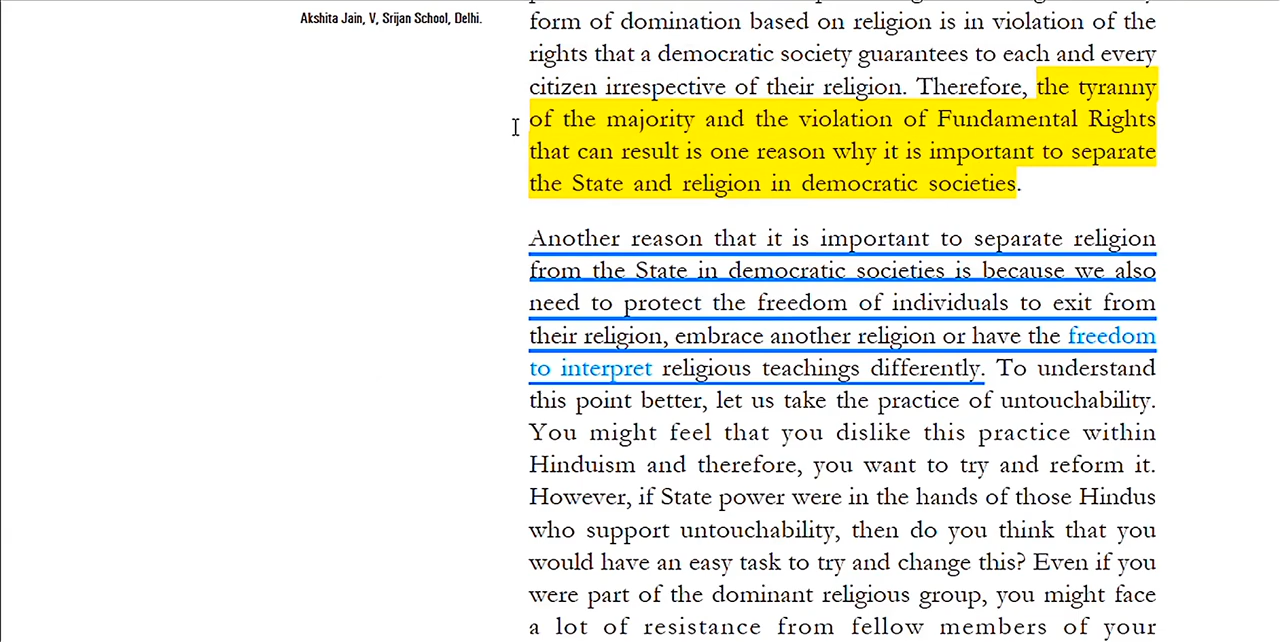 Akshita Jain, V, Srijan School, Delhi.
form of domination based on religion is in violation of the
rights that a democratic society guarantees to each and every
citizen irrespective of their religion. Therefore, the tyranny
of the majority and the violation of Fundamental Rights
that can result is one reason why it is important to separate
the State and religion in democratic societies.
Another reason that it is important to separate religion
from the State in democratic societies is because we also
need to protect the freedom of individuals to exit from
their religion, embrace another religion or have the freedom
to interpret religious teachings differently. To understand
this point better, let us take the practice of untouchability.
You might feel that you dislike this practice within
Hinduism and therefore, you want to try and reform it.
However, if State power were in the hands of those Hindus
who support untouchability, then do you think that you
would have an easy task to try and change this? Even if you
were part of the dominant religious group, you might face
a lot of resistance from fellow members of your